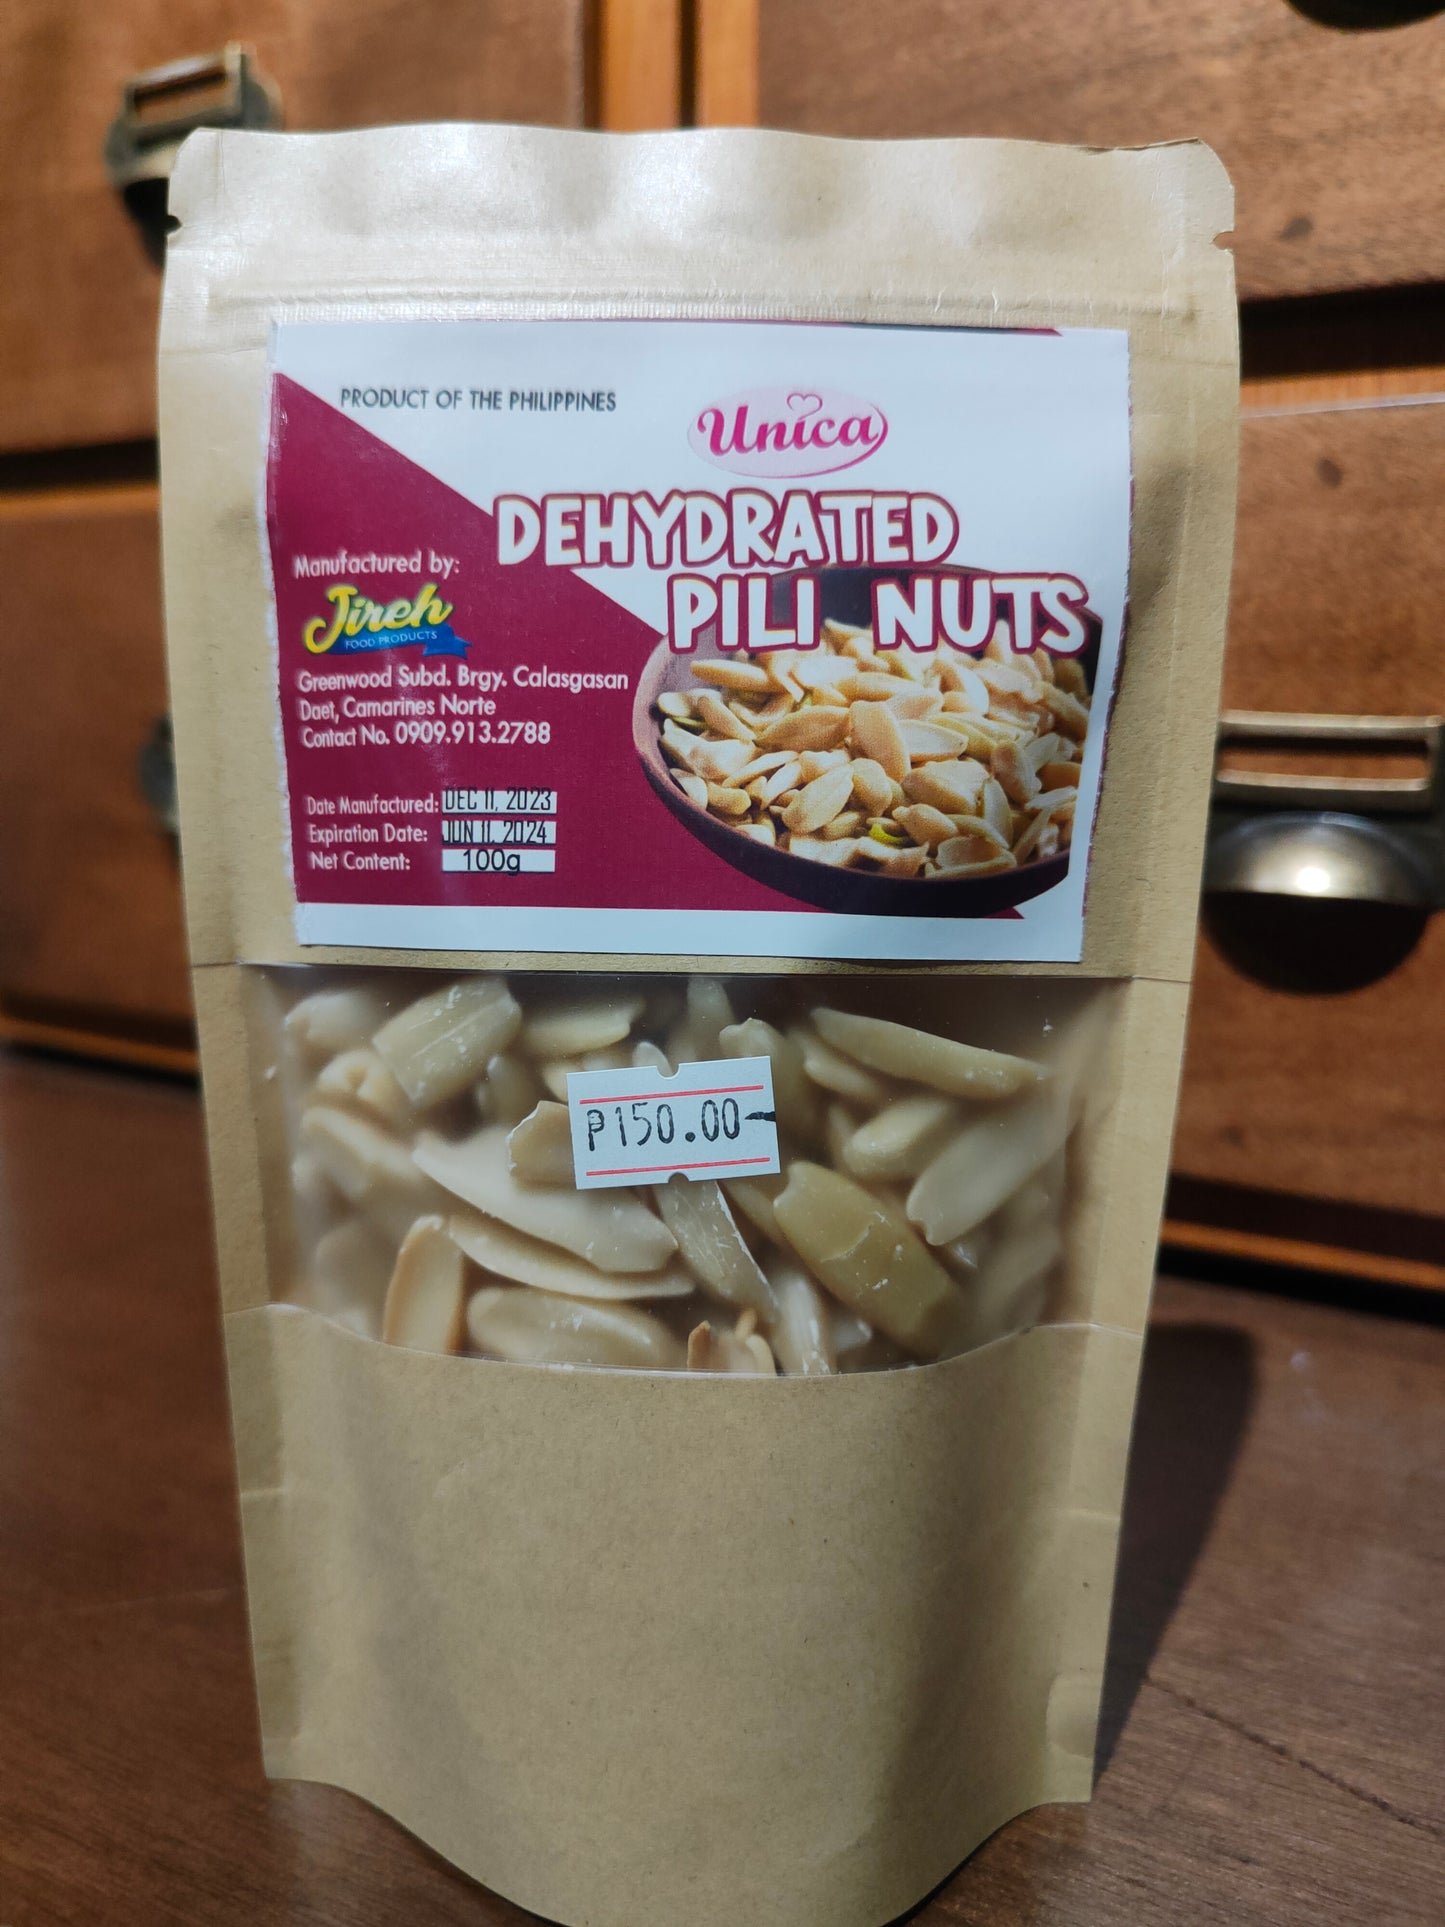 PRODUCT OF THE PHILIPPINES
Unica
DEHYDRATED
PILI NUTS
Manufactured by:
Jireh
FOOD PRODUCTS
Greenwood Subd. Brgy. Calasgasan
Daet, Camarines Norte
Contact No. 0909.913.2788
Date Manufactured: DEC 11, 2023
Expiration Date: JUN 11, 2024
Net Content: 100g
₱150.00